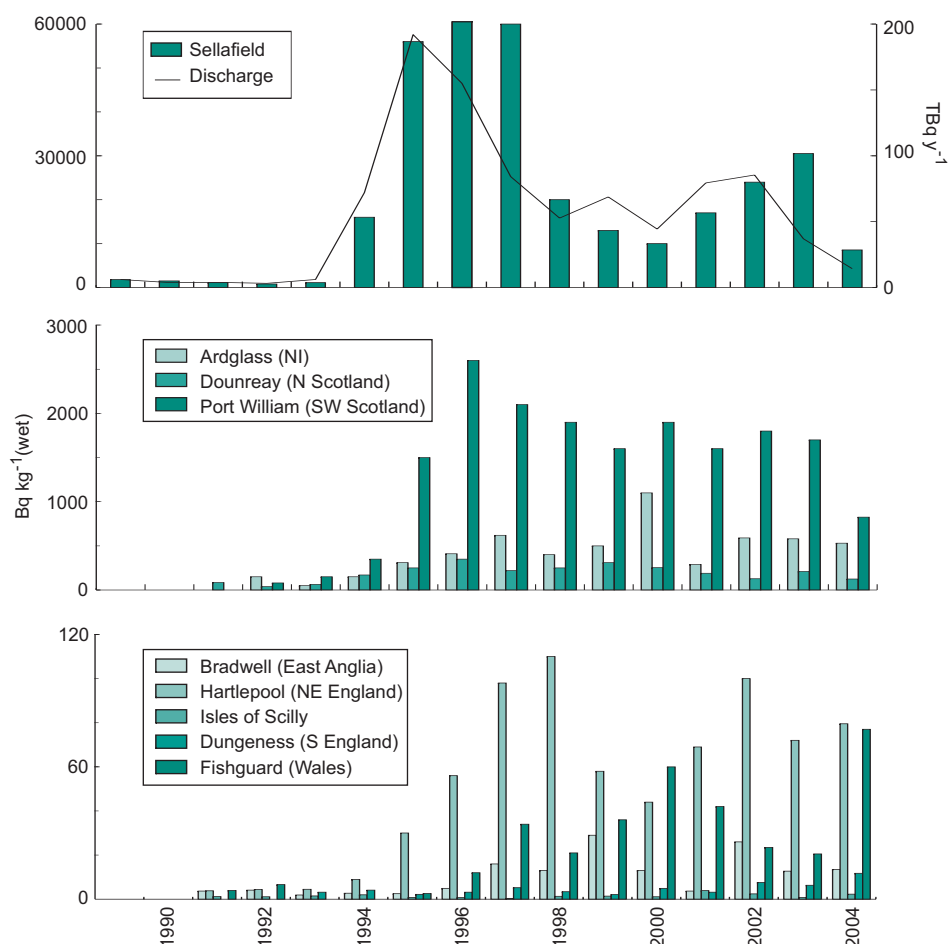 60000
30000
0
Sellafield
Discharge
200
100
0
TBq y⁻¹
3000
2000
1000
0
Ardglass (NI)
Dounreay (N Scotland)
Port William (SW Scotland)
Bq kg⁻¹(wet)
120
60
0
Bradwell (East Anglia)
Hartlepool (NE England)
Isles of Scilly
Dungeness (S England)
Fishguard (Wales)
1990
1992
1994
1996
1998
2000
2002
2004